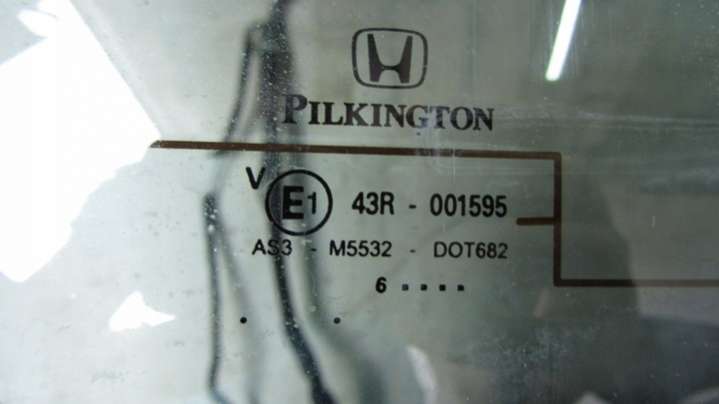 PILKINGTON
V
E1 43R - 001595
AS3 - M5532 - DOT682
6 ....
. .